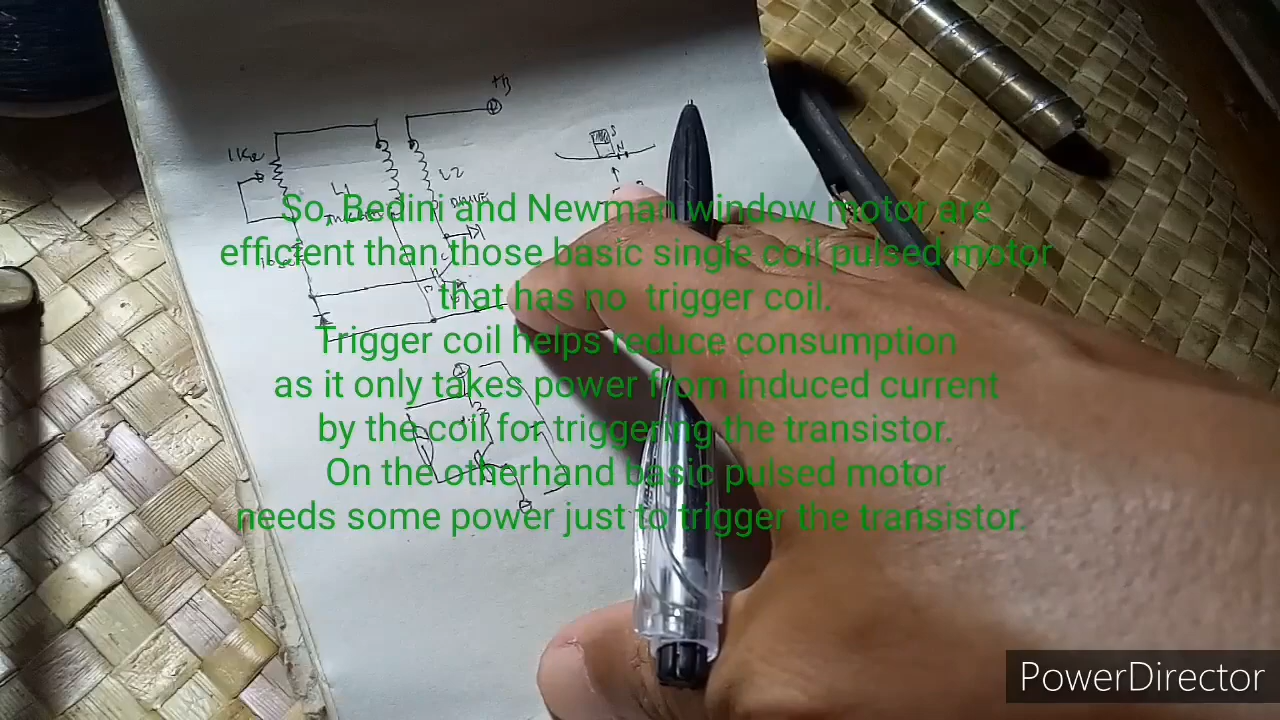 +B
L2
S
N
So, Bedini and Newman window motor are
efficient than those basic single coil pulsed motor
that has no trigger coil.
Trigger coil helps reduce consumption
as it only takes power from induced current
by the coil for triggering the transistor.
On the otherhand basic pulsed motor
needs some power just to trigger the transistor.
L1
PowerDirector